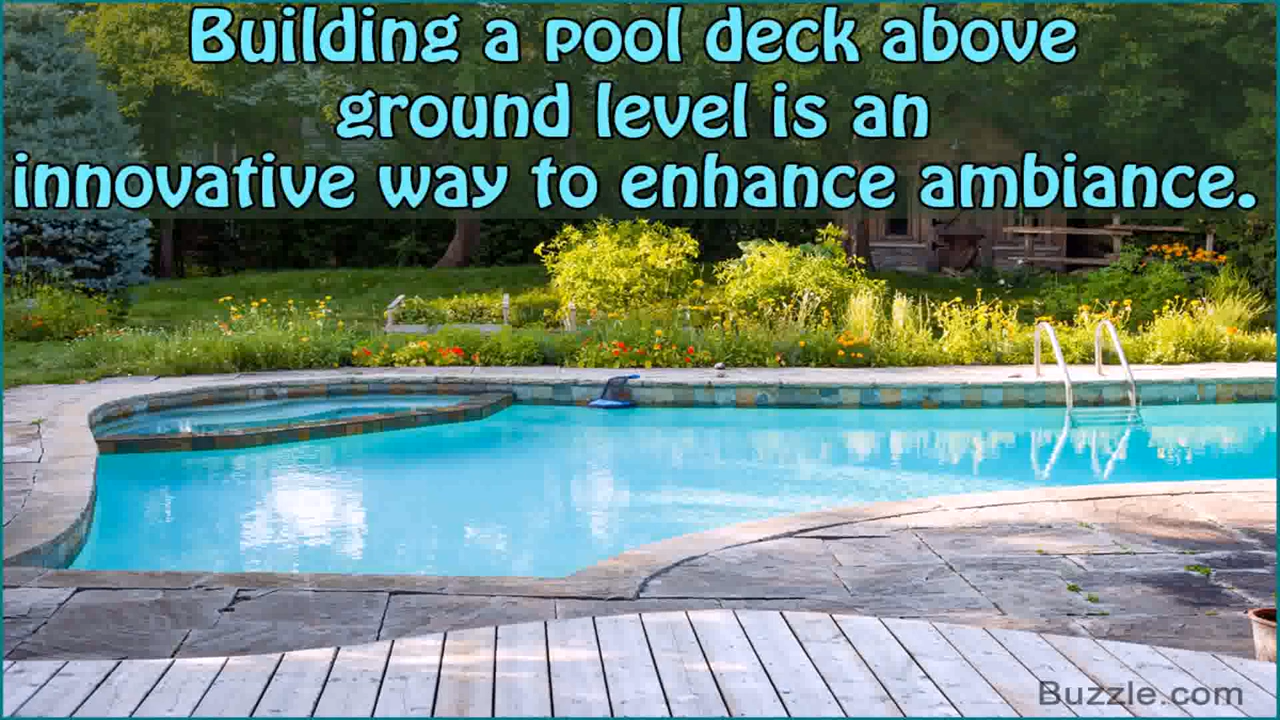 Building a pool deck above
ground level is an
innovative way to enhance ambiance.
Buzzle.com